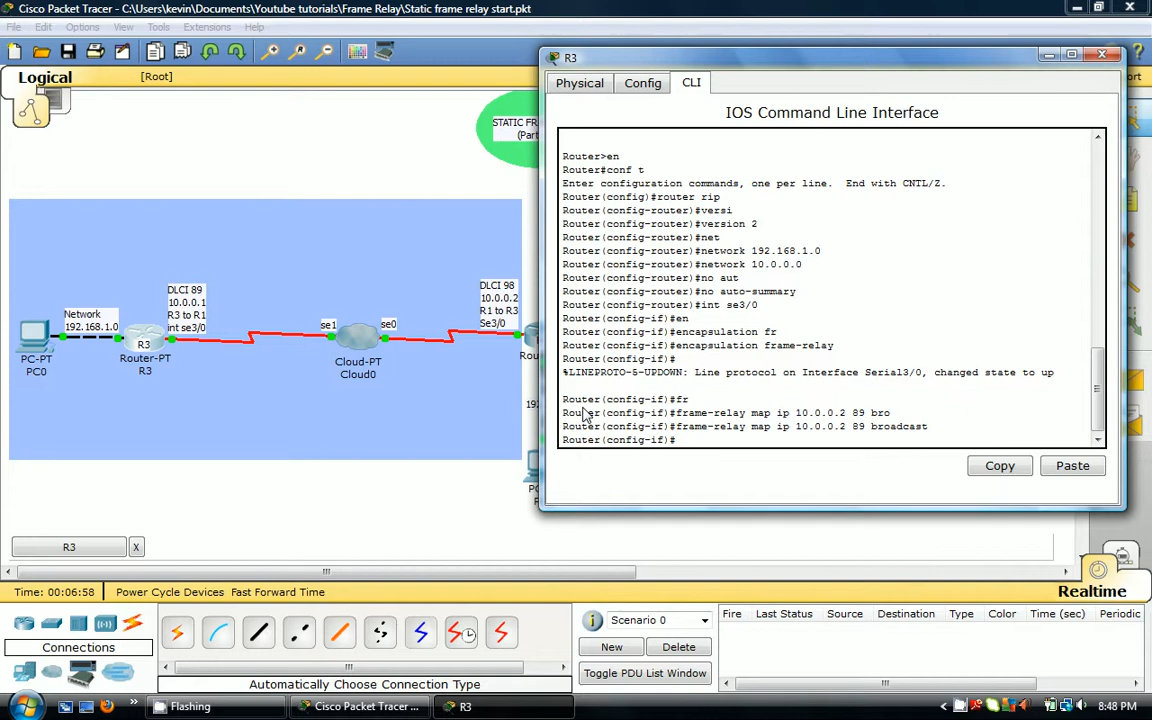 Cisco Packet Tracer - C:\Users\kevin\Documents\Youtube tutorials\Frame Relay\Static frame relay start.pkt
File Edit Options View Tools Extensions Help
Logical
[Root]
STATIC FR
(Part
Network
192.168.1.0
DLCI 89
10.0.0.1
R3 to R1
int se3/0
DLCI 98
10.0.0.2
R1 to R3
Se3/0
se1
se0
PC-PT
PC0
R3
Router-PT
R3
Cloud-PT
Cloud0
Rou
192
R3
Physical Config CLI
IOS Command Line Interface
Router>en
Router#conf t
Enter configuration commands, one per line.  End with CNTL/Z.
Router(config)#router rip
Router(config-router)#versi
Router(config-router)#version 2
Router(config-router)#net
Router(config-router)#network 192.168.1.0
Router(config-router)#network 10.0.0.0
Router(config-router)#no aut
Router(config-router)#no auto-summary
Router(config-router)#int se3/0
Router(config-if)#en
Router(config-if)#encapsulation fr
Router(config-if)#encapsulation frame-relay
Router(config-if)#
%LINEPROTO-5-UPDOWN: Line protocol on Interface Serial3/0, changed state to up
Router(config-if)#fr
Router(config-if)#frame-relay map ip 10.0.0.2 89 bro
Router(config-if)#frame-relay map ip 10.0.0.2 89 broadcast
Router(config-if)#
Copy Paste
R3 X
Time: 00:06:58 Power Cycle Devices Fast Forward Time
Realtime
Connections
Automatically Choose Connection Type
Scenario 0
New Delete
Toggle PDU List Window
Fire Last Status Source Destination Type Color Time (sec) Periodic
Flashing
Cisco Packet Tracer ...
R3
8:48 PM